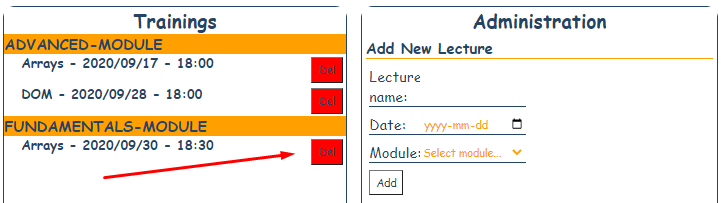 Trainings
ADVANCED-MODULE
Arrays - 2020/09/17 - 18:00
Del
DOM - 2020/09/28 - 18:00
Del
FUNDAMENTALS-MODULE
Arrays - 2020/09/30 - 18:30
Del
Administration
Add New Lecture
Lecture
name:
Date: yyyy-mm-dd
Module: Select module...
Add